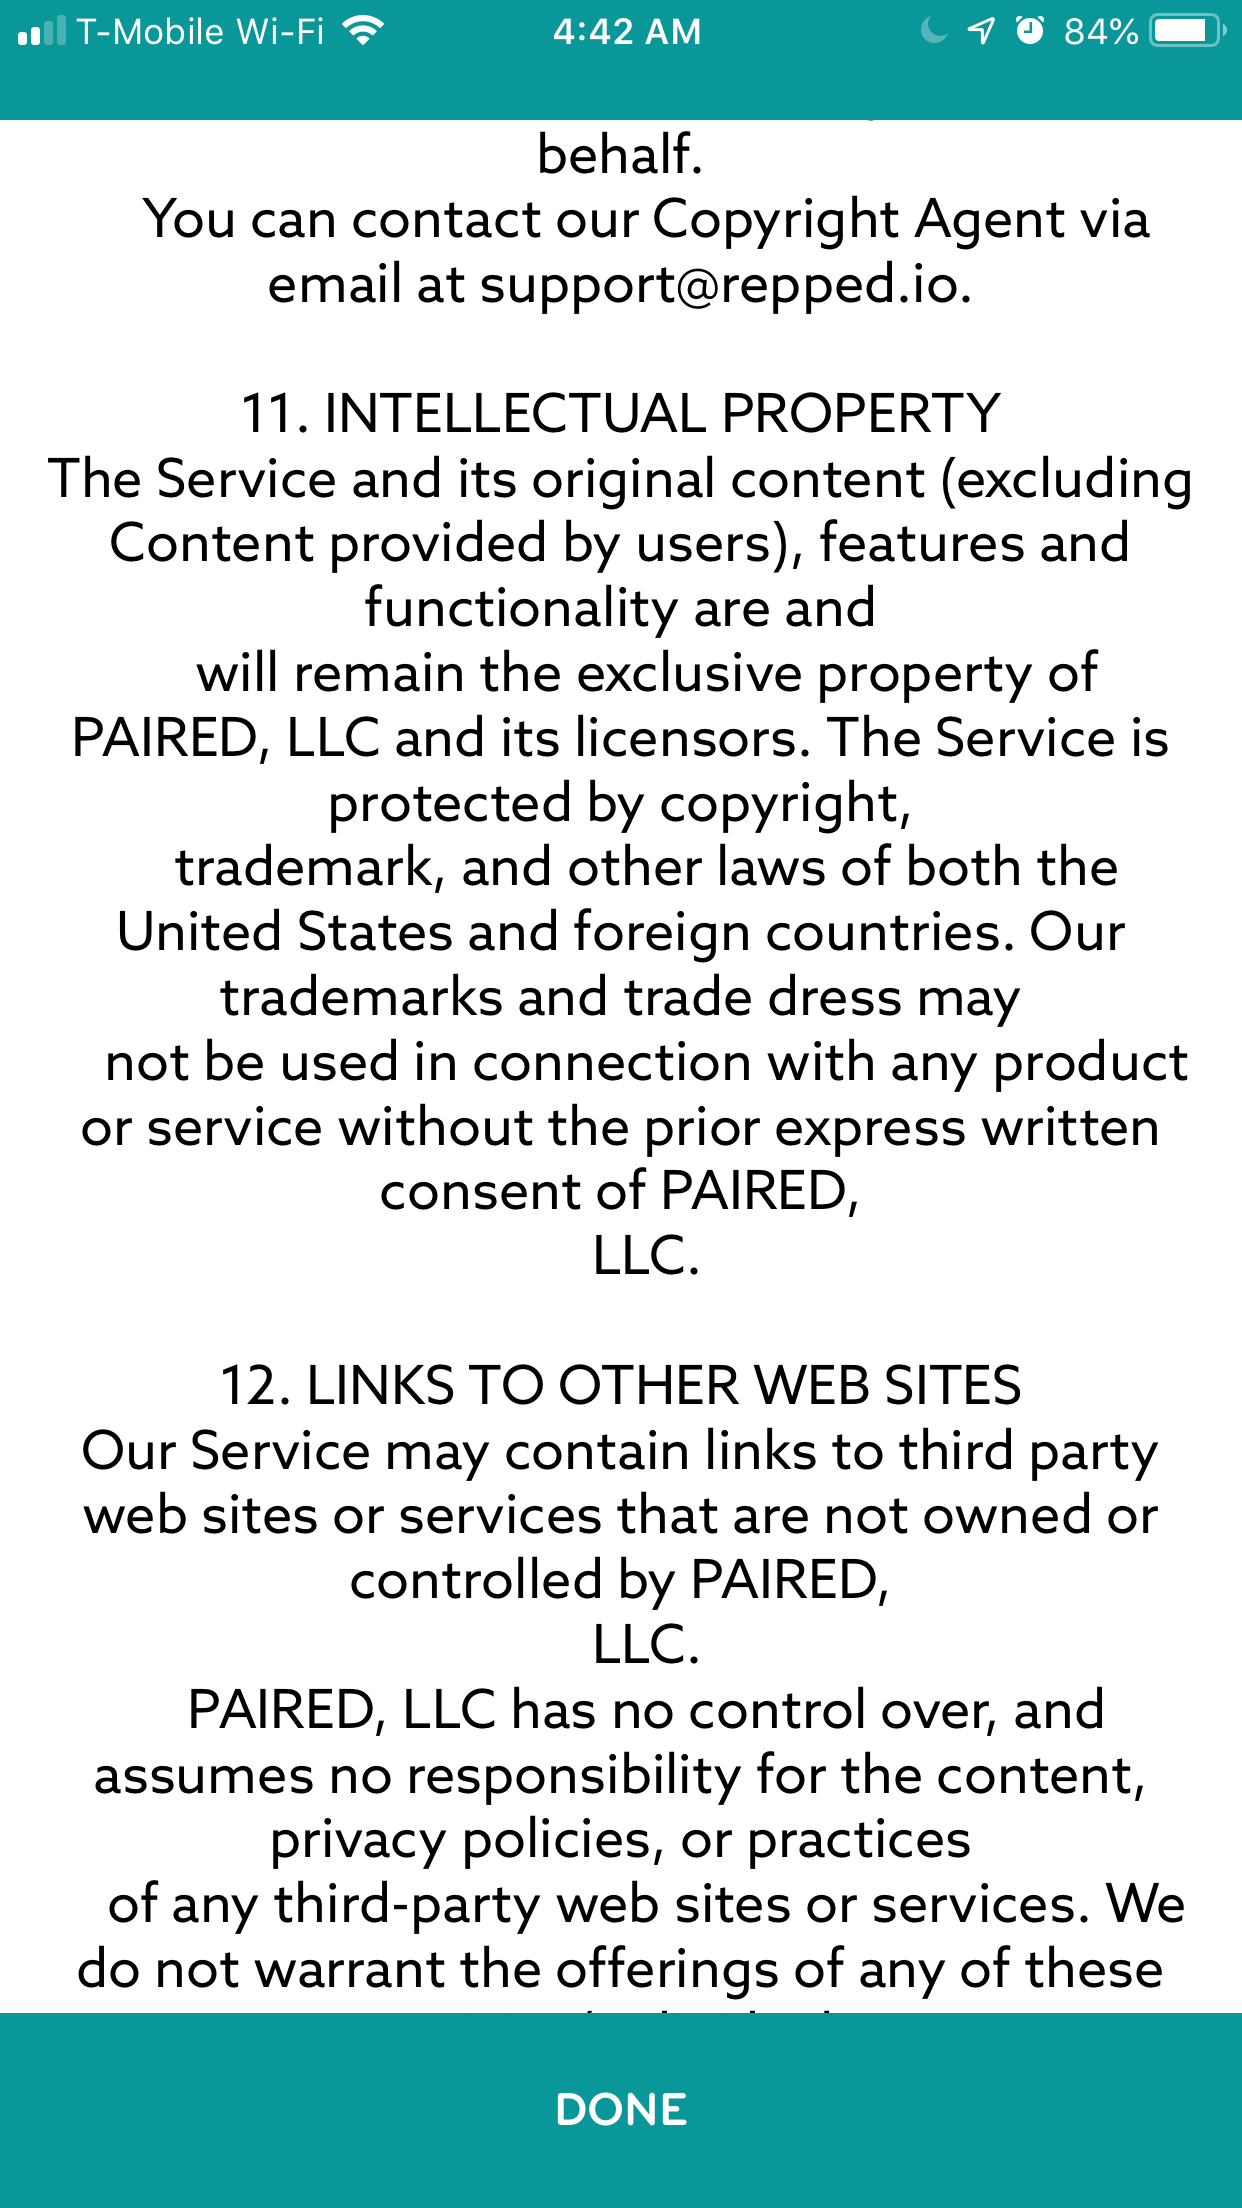 T-Mobile Wi-Fi 4:42 AM 84%
behalf.
You can contact our Copyright Agent via
email at support@repped.io.
11. INTELLECTUAL PROPERTY
The Service and its original content (excluding
Content provided by users), features and
functionality are and
will remain the exclusive property of
PAIRED, LLC and its licensors. The Service is
protected by copyright,
trademark, and other laws of both the
United States and foreign countries. Our
trademarks and trade dress may
not be used in connection with any product
or service without the prior express written
consent of PAIRED,
LLC.
12. LINKS TO OTHER WEB SITES
Our Service may contain links to third party
web sites or services that are not owned or
controlled by PAIRED,
LLC.
PAIRED, LLC has no control over, and
assumes no responsibility for the content,
privacy policies, or practices
of any third-party web sites or services. We
do not warrant the offerings of any of these
DONE